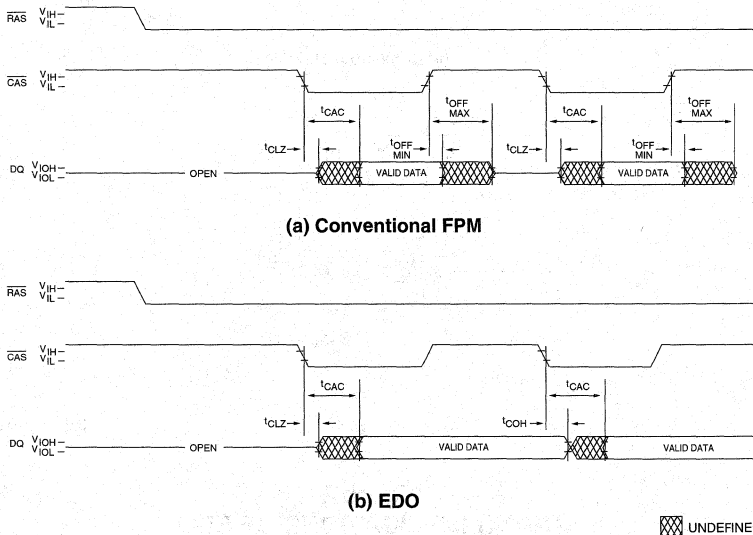 RAS VIH VIL
CAS VIH VIL
tCAC tOFF MAX tCAC tOFF MAX
tCLZ tOFF MIN tCLZ tOFF MIN
DQ VIOH VIOL OPEN VALID DATA VALID DATA
(a) Conventional FPM
RAS VIH VIL
CAS VIH VIL
tCAC tCAC
tCLZ tCOH
DQ VIOH VIOL OPEN VALID DATA VALID DATA
(b) EDO
UNDEFINE